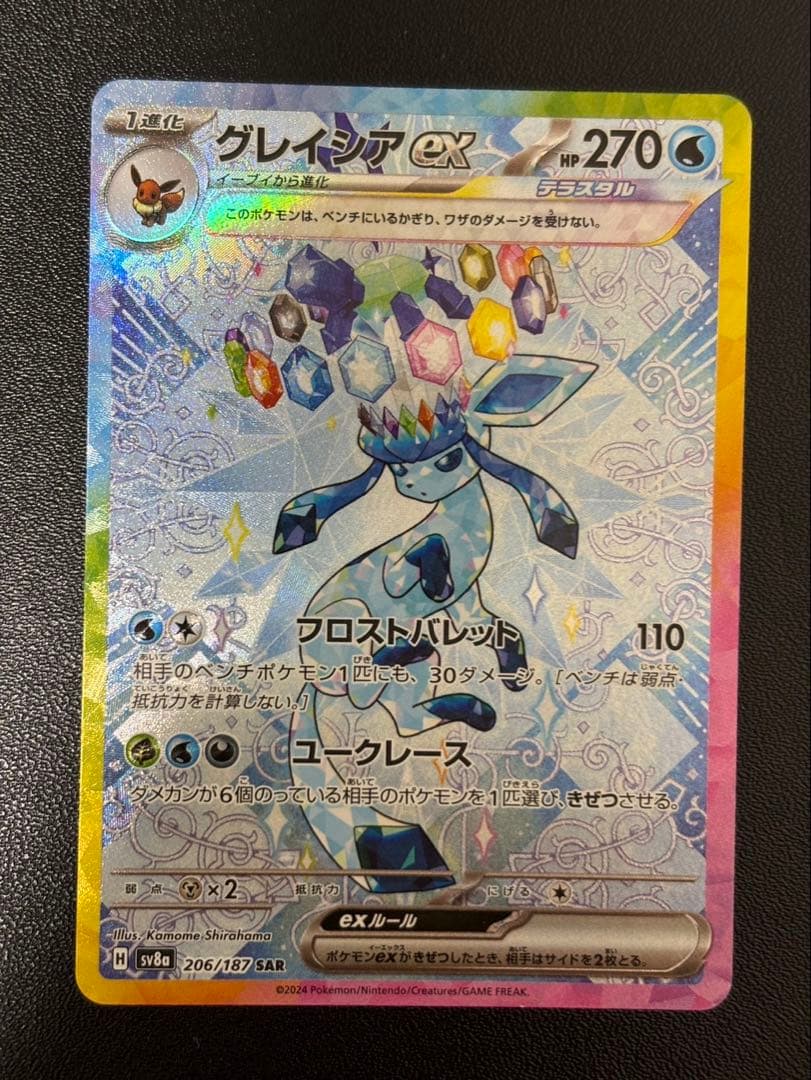 1進化
グレイシアex
HP270
イーブイから進化
テラスタル
このポケモンは、ベンチにいるかぎり、ワザのダメージを受けない。
フロストバレット 110
相手のベンチポケモン1匹にも、30ダメージ。[ベンチは弱点・
抵抗力を計算しない。]
ユークレース
ダメカンが6個のっている相手のポケモンを1匹選び、きぜつさせる。
弱点 ×2 抵抗力 にげる
Illus. Kamome Shirahama
exルール
ポケモンexがきぜつしたとき、相手はサイドを2枚とる。
H sv8a 206/187 SAR
©2024 Pokémon/Nintendo/Creatures/GAME FREAK.